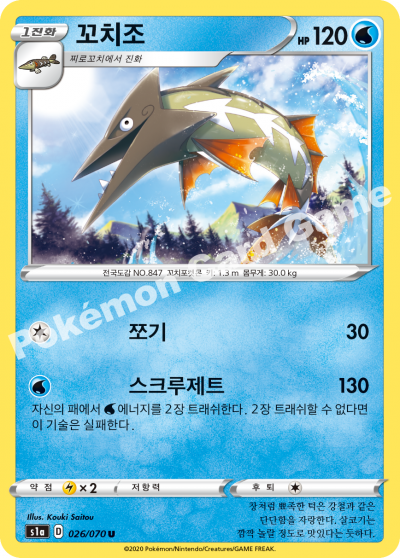 1진화
꼬치조
HP 120
찌로꼬치에서 진화
전국도감 NO.847 꼬치포켓몬 키: 1.3 m 몸무게: 30.0 kg
Pokémon Card Game
쪼기 30
스크루제트 130
자신의 패에서 에너지를 2장 트래쉬한다. 2장 트래쉬할 수 없다면
이 기술은 실패한다.
약점 ×2 저항력 후퇴
Illus. Kouki Saitou
s1a D 026/070 U
창처럼 뾰족한 턱은 강철과 같은
단단함을 자랑한다. 살코기는
깜짝 놀랄 정도로 맛있다는 듯하다.
©2020 Pokémon/Nintendo/Creatures/GAME FREAK.